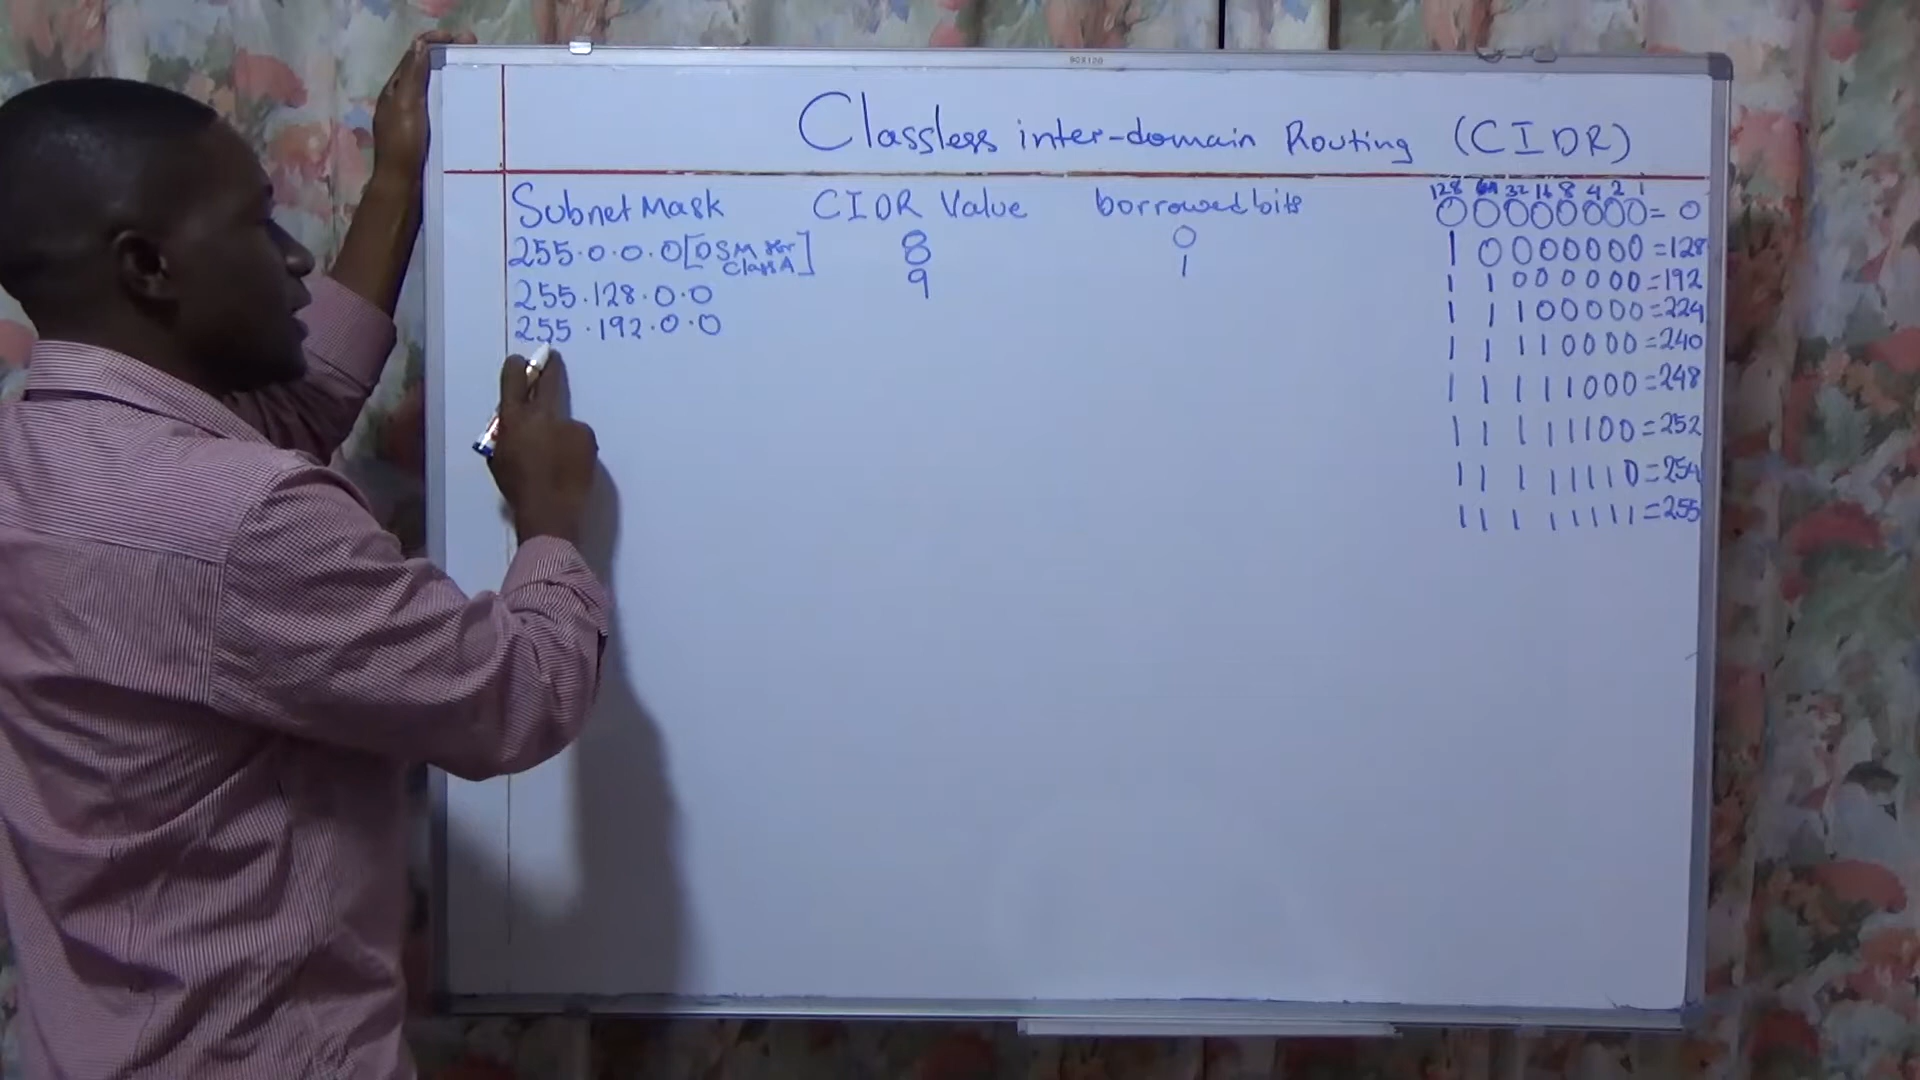 Classless inter-domain Routing (CIDR)
Subnet Mask CIDR Value borrowed bits
255.0.0.0 [DSM for Class A] 8 0
255.128.0.0 9 1
255.192.0.0
128 64 32 16 8 4 2 1
0 0 0 0 0 0 0 0 = 0
1 0 0 0 0 0 0 0 = 128
1 1 0 0 0 0 0 0 = 192
1 1 1 0 0 0 0 0 = 224
1 1 1 1 0 0 0 0 = 240
1 1 1 1 1 0 0 0 = 248
1 1 1 1 1 1 0 0 = 252
1 1 1 1 1 1 1 0 = 254
1 1 1 1 1 1 1 1 = 255